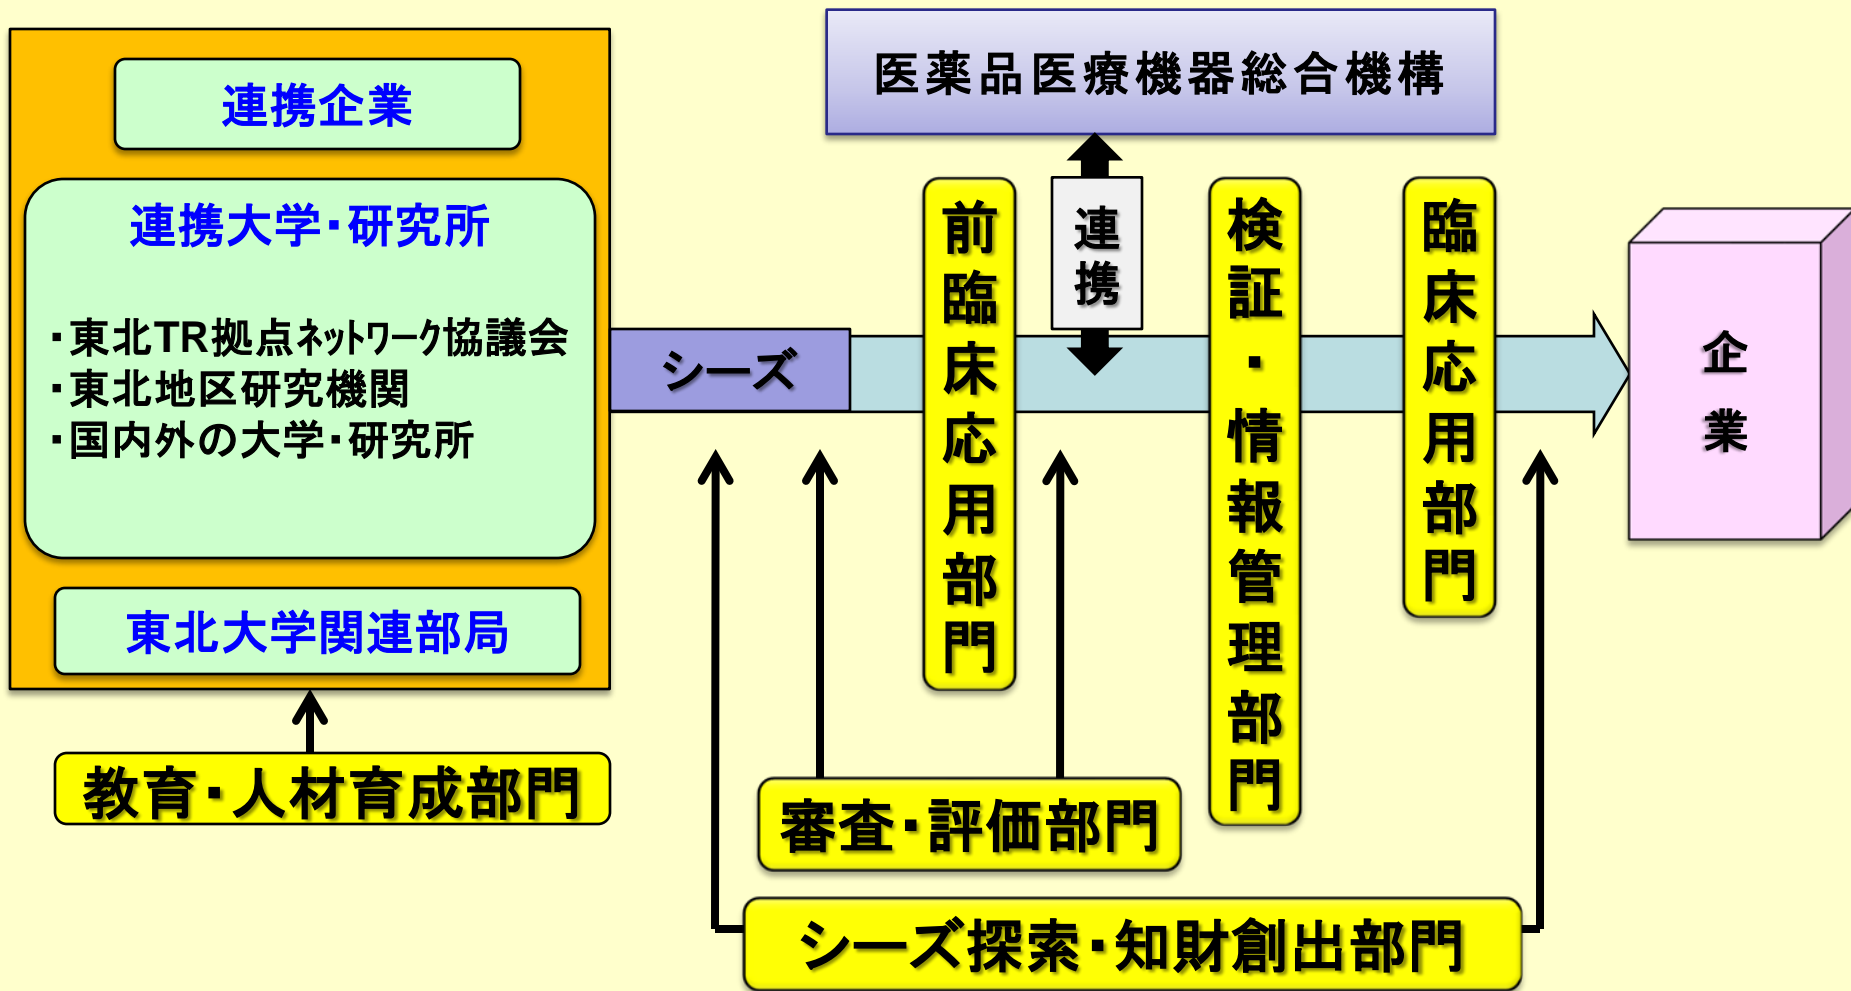 連携企業
連携大学・研究所
・東北TR拠点ネットワーク協議会
・東北地区研究機関
・国内外の大学・研究所
東北大学関連部局
教育・人材育成部門
医薬品医療機器総合機構
連携
シーズ
前臨床応用部門
検証・情報管理部門
臨床応用部門
企業
審査・評価部門
シーズ探索・知財創出部門